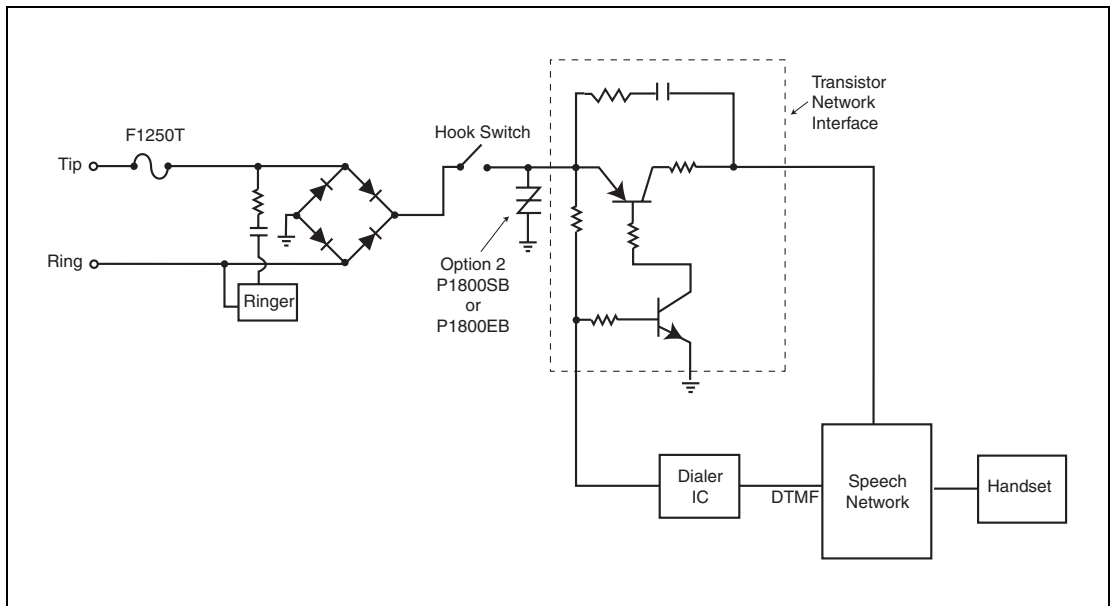 Transistor
Network
Interface
F1250T
Hook Switch
Tip
Ring
Ringer
Option 2
P1800SB
or
P1800EB
Dialer
IC
DTMF
Speech
Network
Handset